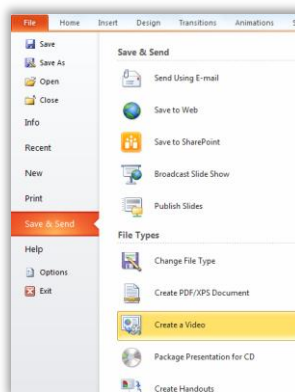 File Home Insert Design Transitions Animations
Save
Save As
Open
Close
Info
Recent
New
Print
Save & Send
Help
Options
Exit
Save & Send
Send Using E-mail
Save to Web
Save to SharePoint
Broadcast Slide Show
Publish Slides
File Types
Change File Type
Create PDF/XPS Document
Create a Video
Package Presentation for CD
Create Handouts